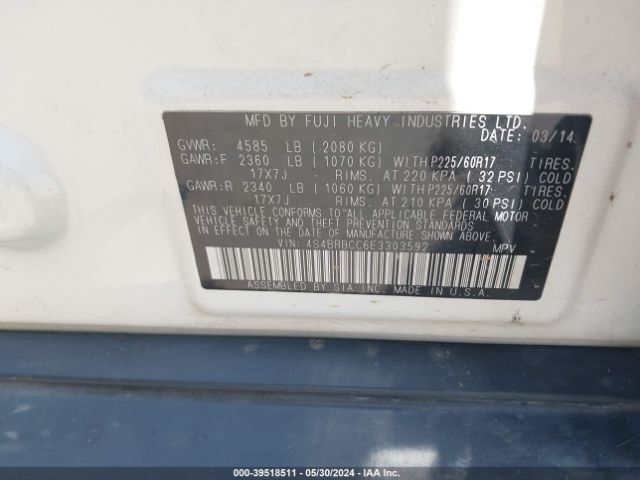 MFD BY FUJI HEAVY INDUSTRIES LTD.
DATE: 03/14
GVWR: 4585 LB ( 2080 KG)
GAWR:F 2360 LB ( 1070 KG) WITH P225/60R17 TIRES.
17X7J RIMS. AT 220 KPA ( 32 PSI) COLD
GAWR:R 2340 LB ( 1060 KG) WITH P225/60R17 TIRES.
17X7J RIMS. AT 210 KPA ( 30 PSI) COLD
THIS VEHICLE CONFORMS TO ALL APPLICABLE FEDERAL MOTOR
VEHICLE SAFETY AND THEFT PREVENTION STANDARDS IN EFFECT
ON THE DATE OF MANUFACTURE SHOWN ABOVE.
VIN: 4S4BRBCC6E3303592 MPV
ASSEMBLED BY SIA INC. MADE IN U.S.A.
000-39518511 - 05/30/2024 - IAAI.COM